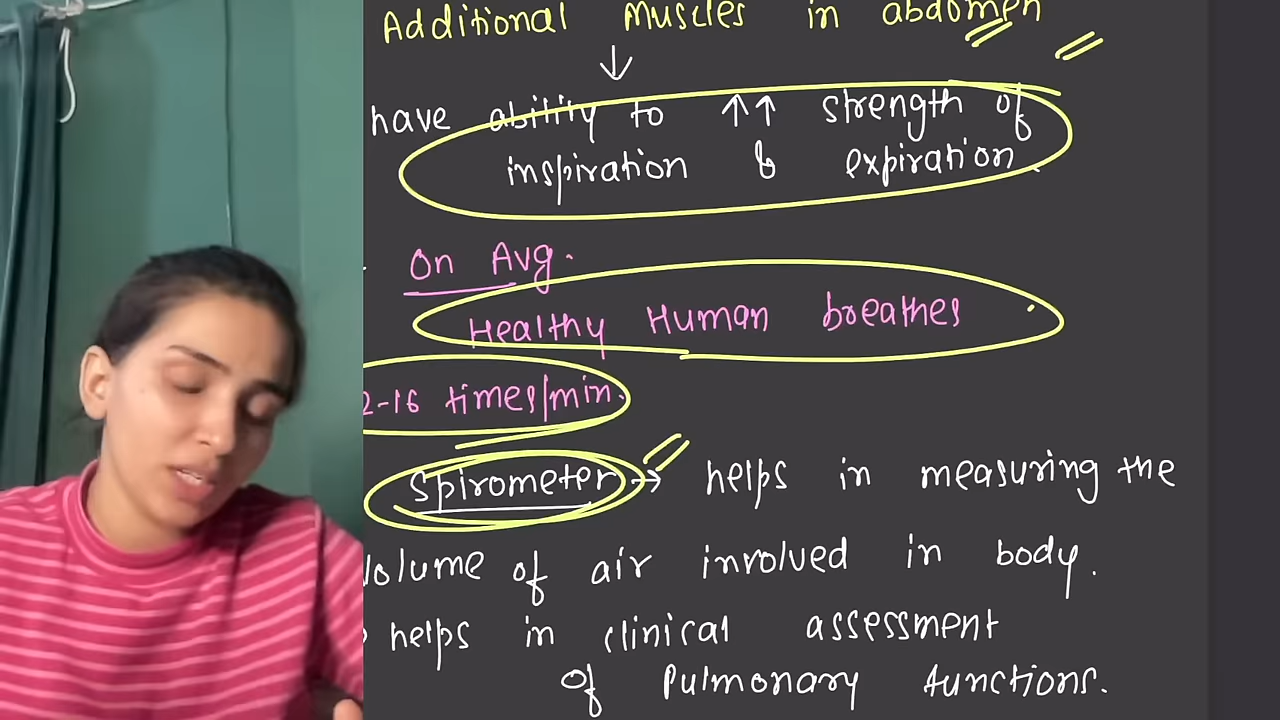 Additional Muscles in abdomen
↓
have ability to ↑↑ strength of
inspiration & expiration
On Avg.
Healthy Human breathes
2-16 times/min.
Spirometer → helps in measuring the
Volume of air involved in body.
helps in clinical assessment
of Pulmonary functions.